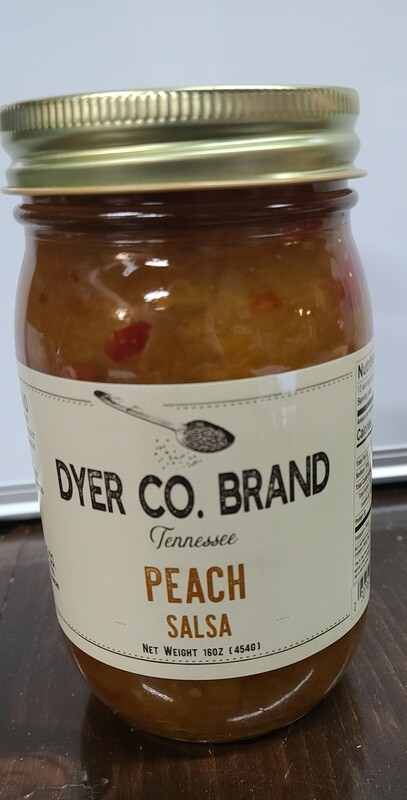 DYER CO. BRAND
Tennessee
PEACH
SALSA
NET WEIGHT 16OZ (454G)